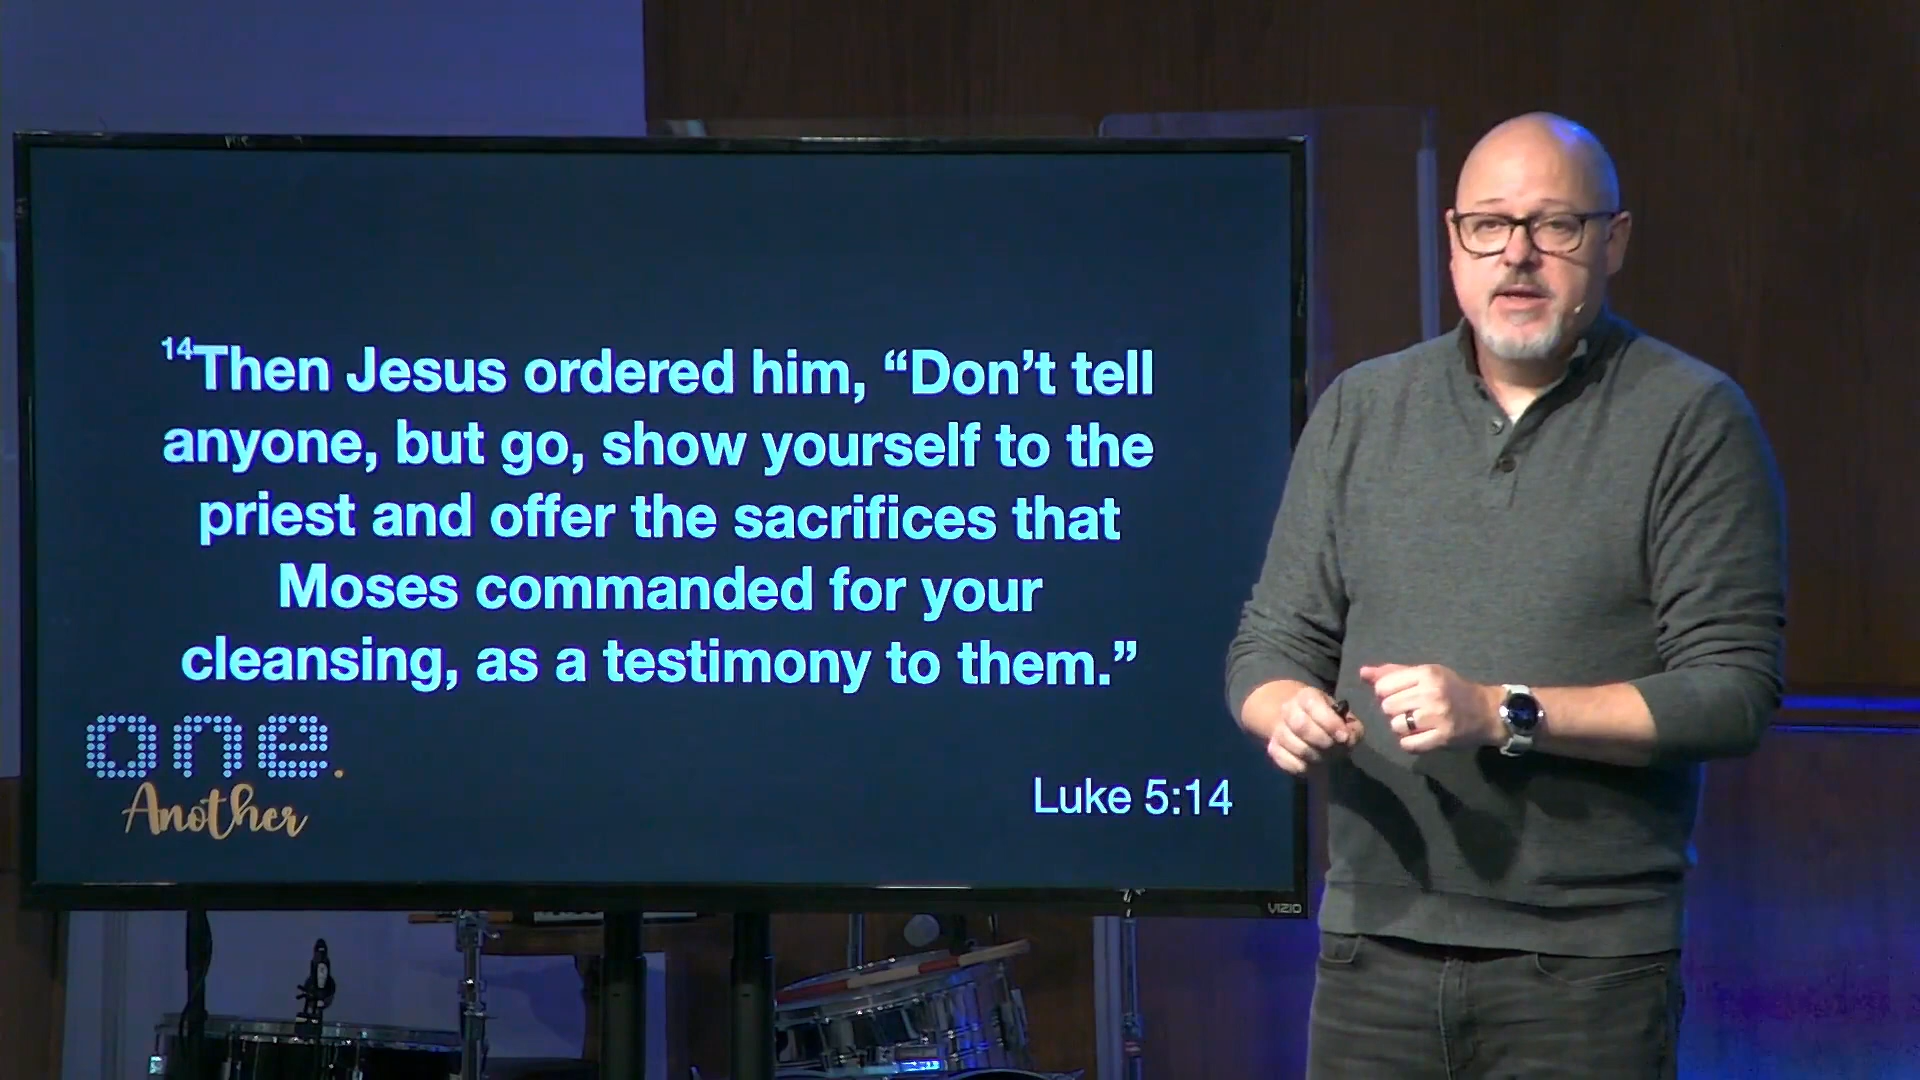 ¹⁴Then Jesus ordered him, “Don’t tell
anyone, but go, show yourself to the
priest and offer the sacrifices that
Moses commanded for your
cleansing, as a testimony to them.”
one.
Another
Luke 5:14
VIZIO